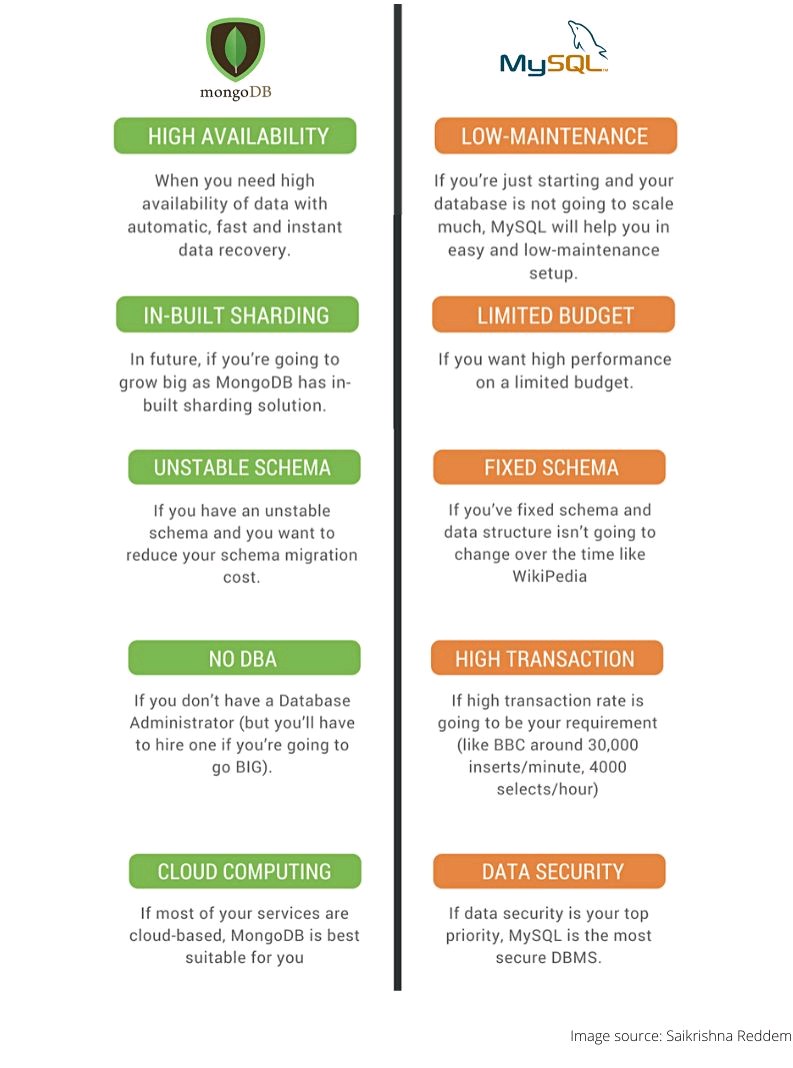 mongoDB
HIGH AVAILABILITY
When you need high
availability of data with
automatic, fast and instant
data recovery.
IN-BUILT SHARDING
In future, if you're going to
grow big as MongoDB has in-
built sharding solution.
UNSTABLE SCHEMA
If you have an unstable
schema and you want to
reduce your schema migration
cost.
NO DBA
If you don't have a Database
Administrator (but you'll have
to hire one if you're going to
go BIG).
CLOUD COMPUTING
If most of your services are
cloud-based, MongoDB is best
suitable for you
MySQL™
LOW-MAINTENANCE
If you're just starting and your
database is not going to scale
much, MySQL will help you in
easy and low-maintenance
setup.
LIMITED BUDGET
If you want high performance
on a limited budget.
FIXED SCHEMA
If you've fixed schema and
data structure isn't going to
change over the time like
WikiPedia
HIGH TRANSACTION
If high transaction rate is
going to be your requirement
(like BBC around 30,000
inserts/minute, 4000
selects/hour)
DATA SECURITY
If data security is your top
priority, MySQL is the most
secure DBMS.
Image source: Saikrishna Reddem